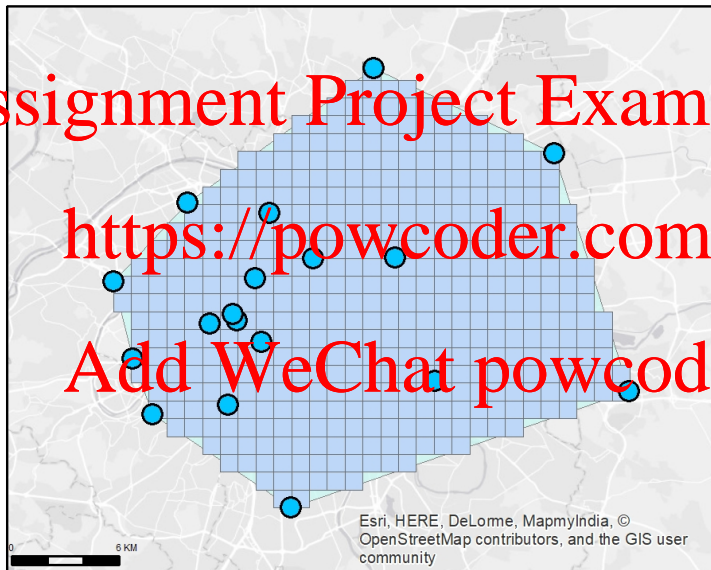 ssignment Project Exam
https://powcoder.com
Add WeChat powcod
Esri, HERE, DeLorme, MapmyIndia, ©
OpenStreetMap contributors, and the GIS user
community
0 6 KM